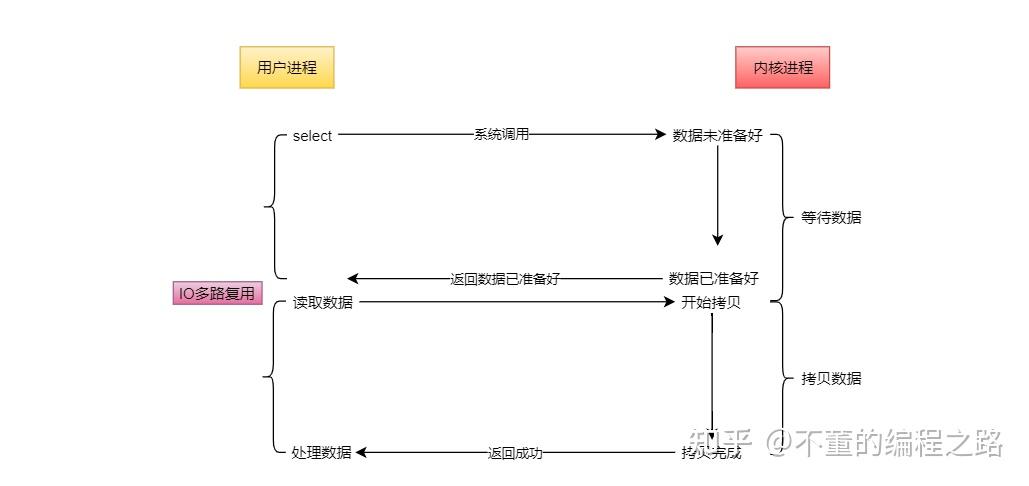 用户进程
内核进程
select
系统调用
数据未准备好
等待数据
返回数据已准备好
数据已准备好
IO多路复用
读取数据
开始拷贝
拷贝数据
处理数据
返回成功
拷贝完成
知乎 @不董的编程之路